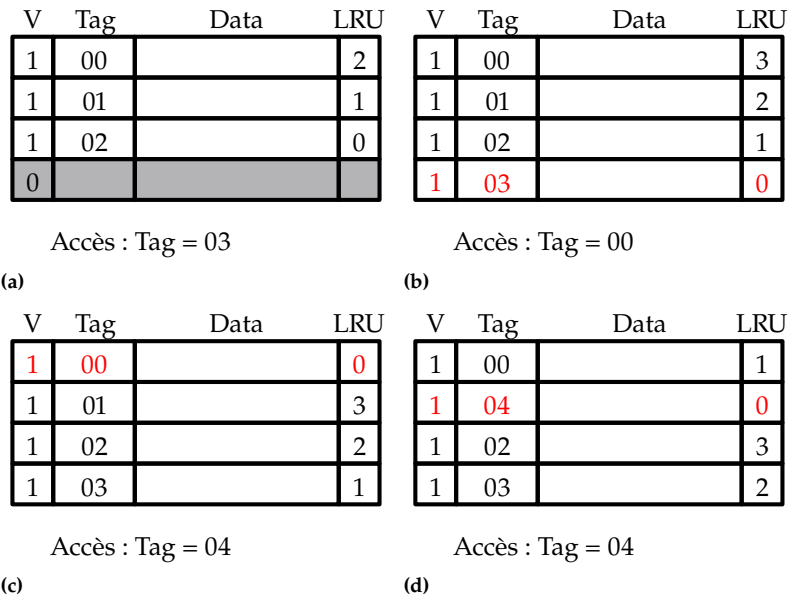 V Tag Data LRU
1 00 2
1 01 1
1 02 0
0
Accès : Tag = 03
(a)
V Tag Data LRU
1 00 3
1 01 2
1 02 1
1 03 0
Accès : Tag = 00
(b)
V Tag Data LRU
1 00 0
1 01 3
1 02 2
1 03 1
Accès : Tag = 04
(c)
V Tag Data LRU
1 00 1
1 04 0
1 02 3
1 03 2
Accès : Tag = 04
(d)